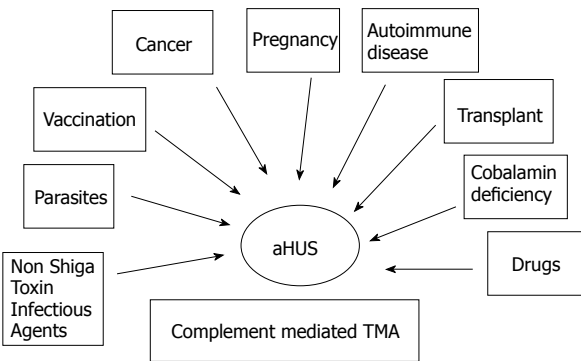 Cancer
Pregnancy
Autoimmune
disease
Vaccination
Transplant
Parasites
Cobalamin
deficiency
aHUS
Non Shiga
Toxin
Infectious
Agents
Drugs
Complement mediated TMA